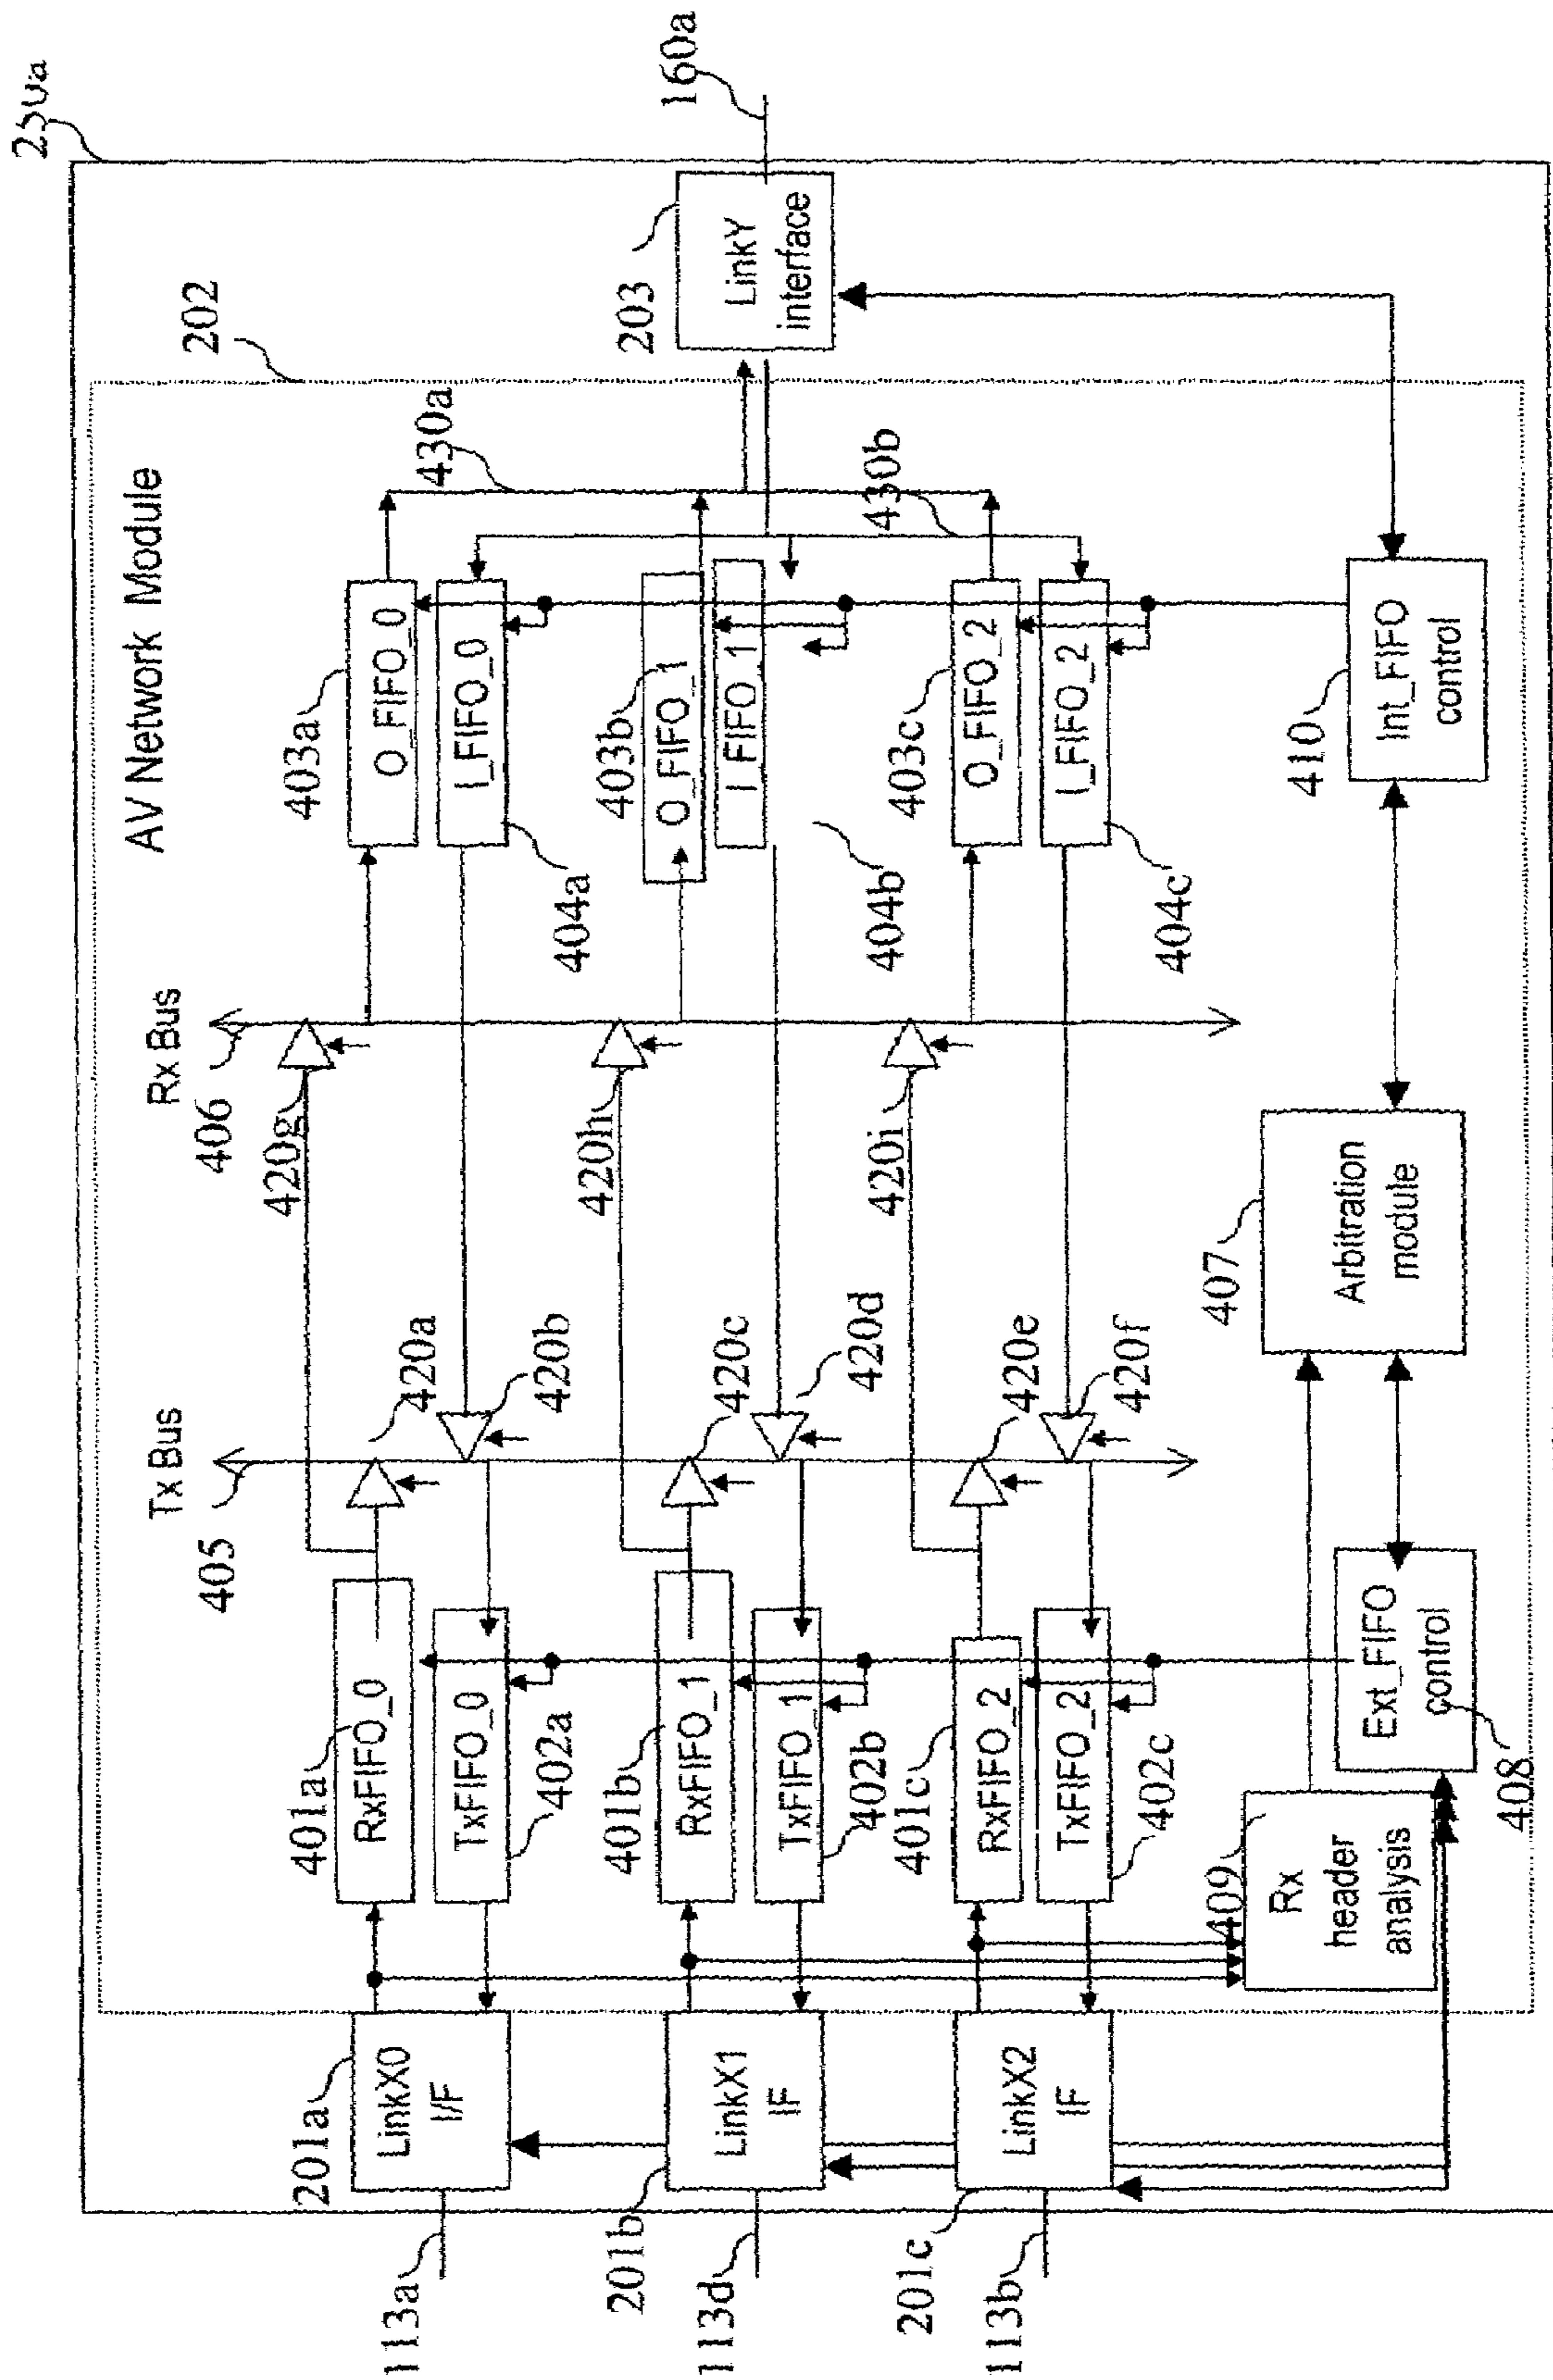 250a
202
AV Network Module
160a
203
LinkY
interface
430a
430b
403a
O_FIFO_0
I_FIFO_0
404a
403b
O_FIFO_1
I_FIFO_1
404b
403c
O_FIFO_2
I_FIFO_2
404c
410
Int_FIFO
control
Rx Bus
406
420g
420h
420i
407
Arbitration
module
Tx Bus
405
420a
420b
420c
420d
420e
420f
401a
RxFIFO_0
TxFIFO_0
402a
401b
RxFIFO_1
TxFIFO_1
402b
401c
RxFIFO_2
TxFIFO_2
402c
Ext_FIFO
control
408
409
Rx
header
analysis
201a
LinkX0
I/F
201b
LinkX1
IF
201c
LinkX2
IF
113a
113d
113b